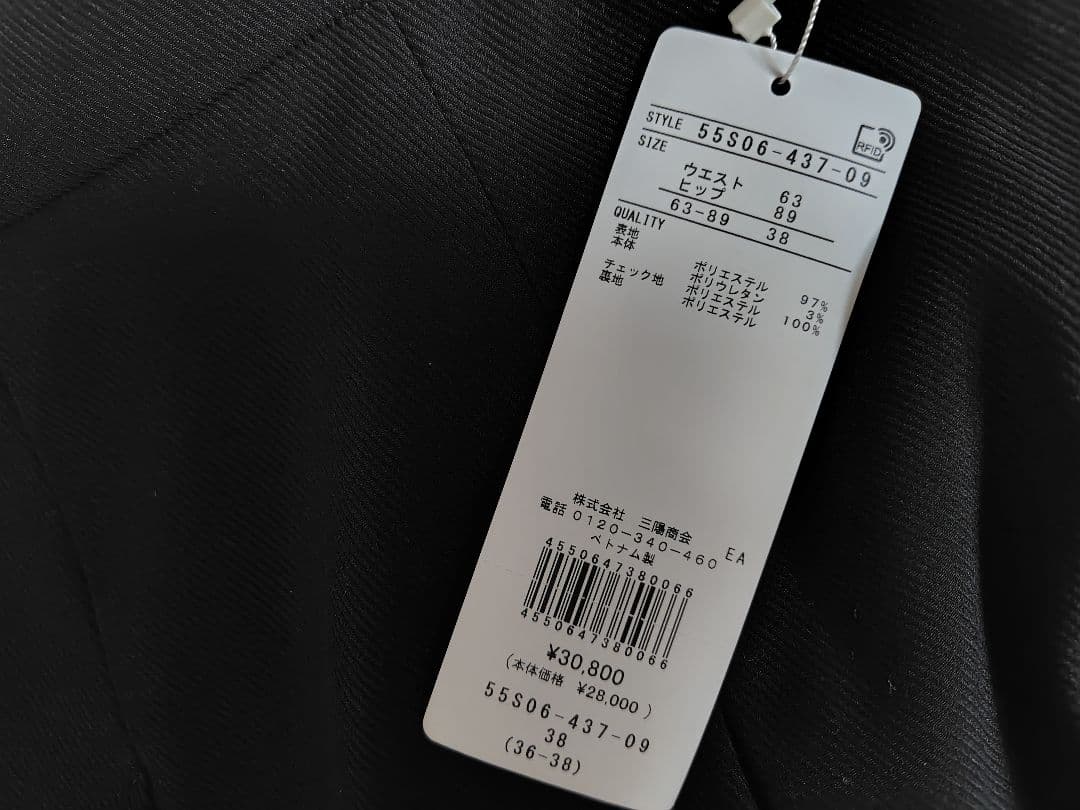 STYLE 55S06-437-09
RFID
SIZE
ウエスト 63
ヒップ 89
63-89 38
QUALITY
表地
本体 ポリエステル 97%
ポリウレタン 3%
チェック地 ポリエステル
裏地 ポリエステル 100%
株式会社 三陽商会
電話 0120-340-460 EA
ベトナム製
4550647380066
4550647380066
¥30,800
(本体価格 ¥28,000)
55S06-437-09
38
(36-38)